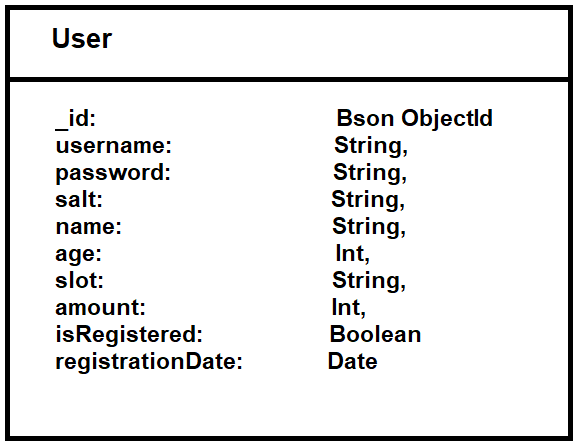 User
_id: Bson ObjectId
username: String,
password: String,
salt: String,
name: String,
age: Int,
slot: String,
amount: Int,
isRegistered: Boolean
registrationDate: Date